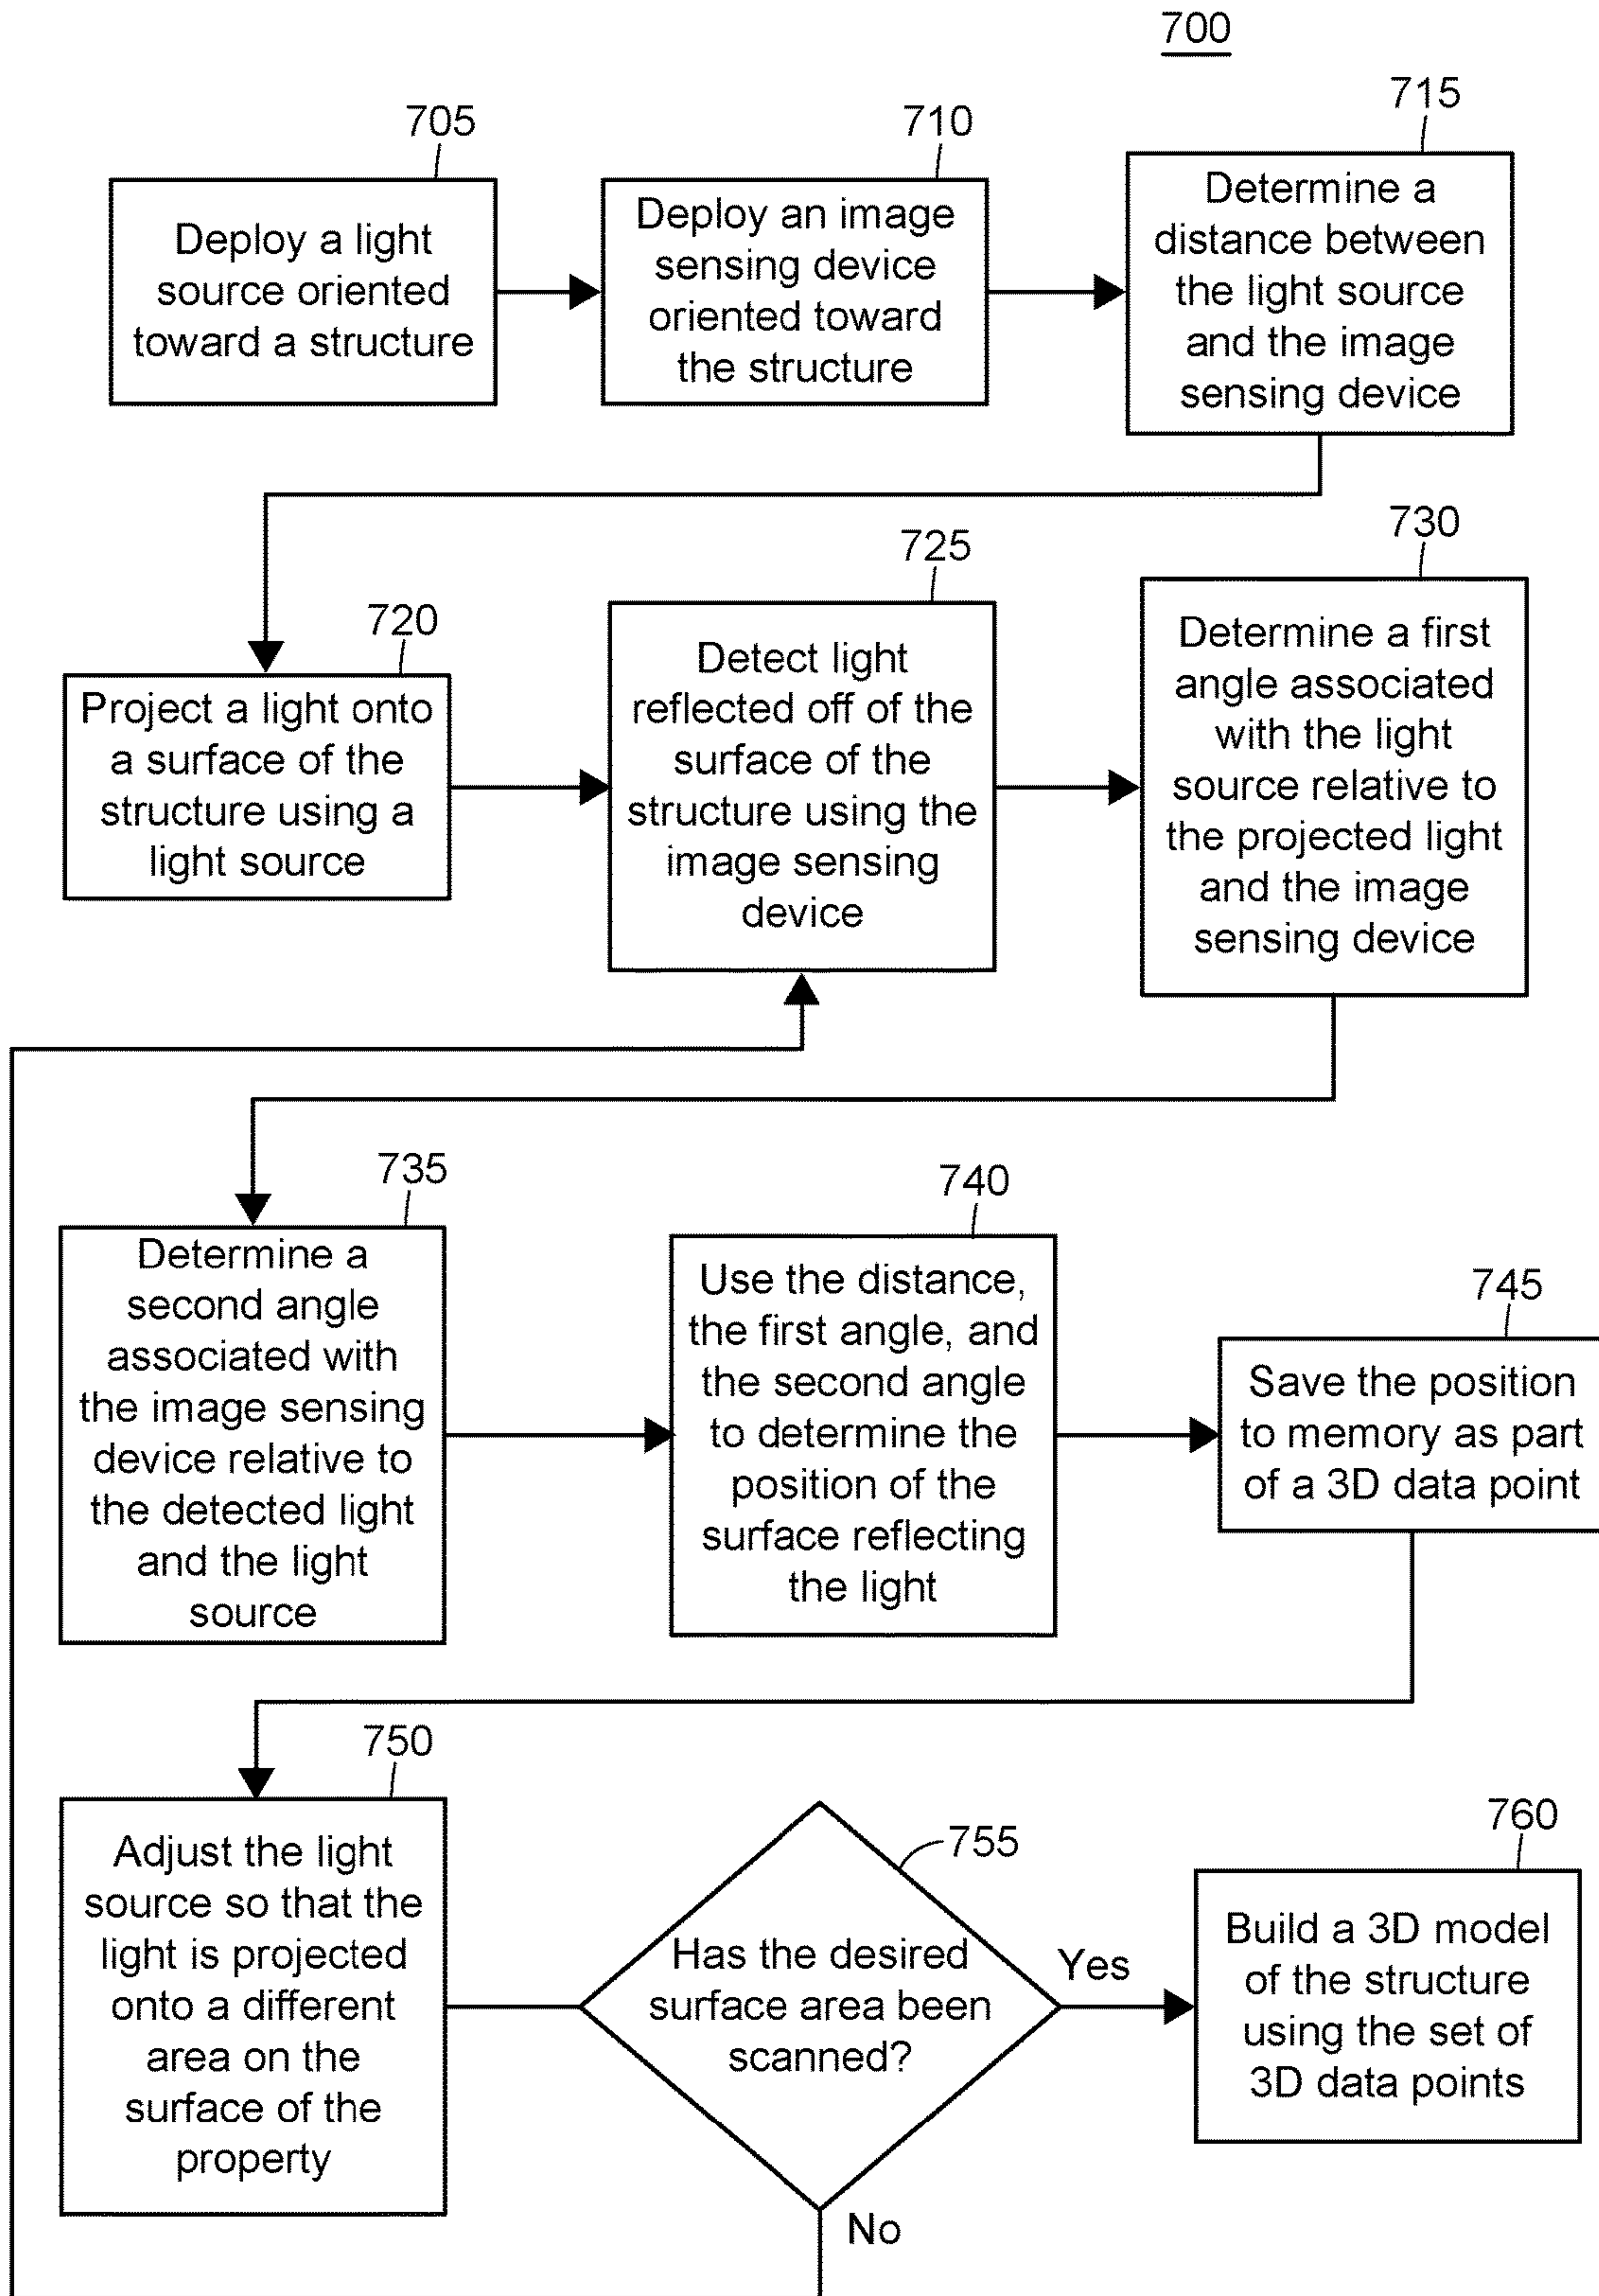 700
705
Deploy a light
source oriented
toward a structure
710
Deploy an image
sensing device
oriented toward
the structure
715
Determine a
distance between
the light source
and the image
sensing device
720
Project a light onto
a surface of the
structure using a
light source
725
Detect light
reflected off of the
surface of the
structure using the
image sensing
device
730
Determine a first
angle associated
with the light
source relative to
the projected light
and the image
sensing device
735
Determine a
second angle
associated with
the image sensing
device relative to
the detected light
and the light
source
740
Use the distance,
the first angle, and
the second angle
to determine the
position of the
surface reflecting
the light
745
Save the position
to memory as part
of a 3D data point
750
Adjust the light
source so that the
light is projected
onto a different
area on the
surface of the
property
755
Has the desired
surface area been
scanned?
Yes
No
760
Build a 3D model
of the structure
using the set of
3D data points